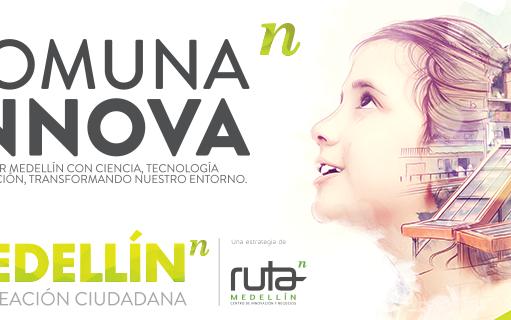 OMUNA n
NNOVA
R MEDELLÍN CON CIENCIA, TECNOLOGÍA
CIÓN, TRANSFORMANDO NUESTRO ENTORNO.
EDELLÍN n
EACIÓN CIUDADANA
Una estrategia de
ruta n
MEDELLÍN
CENTRO DE INNOVACIÓN Y NEGOCIOS